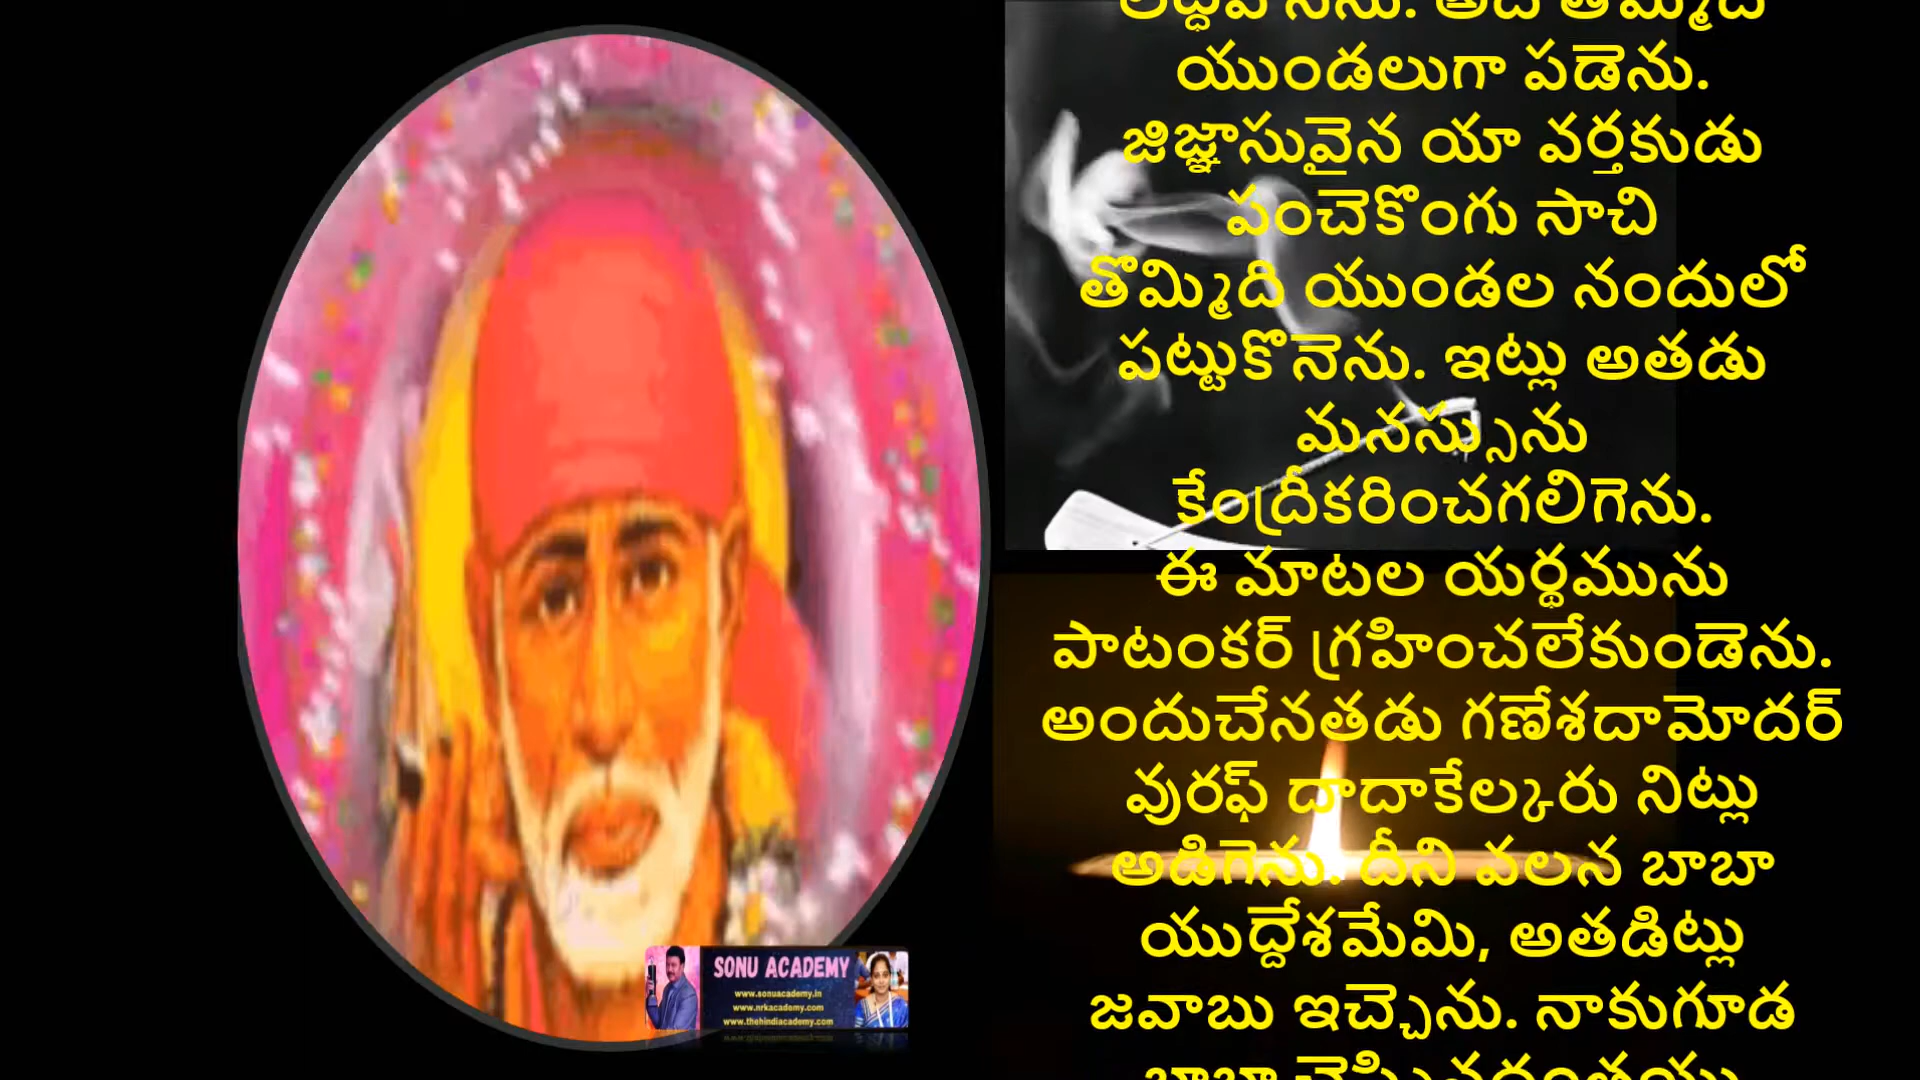 యుండలుగా పడెను.
జిజ్ఞాసువైన యా వర్తకుడు
పంచెకొంగు సాచి
తొమ్మిది యుండల నందులో
పట్టుకొనెను. ఇట్లు అతడు
మనస్సును
కేంద్రీకరించగలిగెను.
ఈ మాటల యర్థమును
పాటంకర్ గ్రహించలేకుండెను.
అందుచేనతడు గణేశదామోదర్
వురఫ్ దాదాకేల్కరు నిట్లు
అడిగెను. దీని వలన బాబా
యుద్దేశమేమి, అతడిట్లు
జవాబు ఇచ్చెను. నాకుగూడ
SONU ACADEMY
www.sonuacademy.in
www.nrkacademy.com
www.thehindiacademy.com